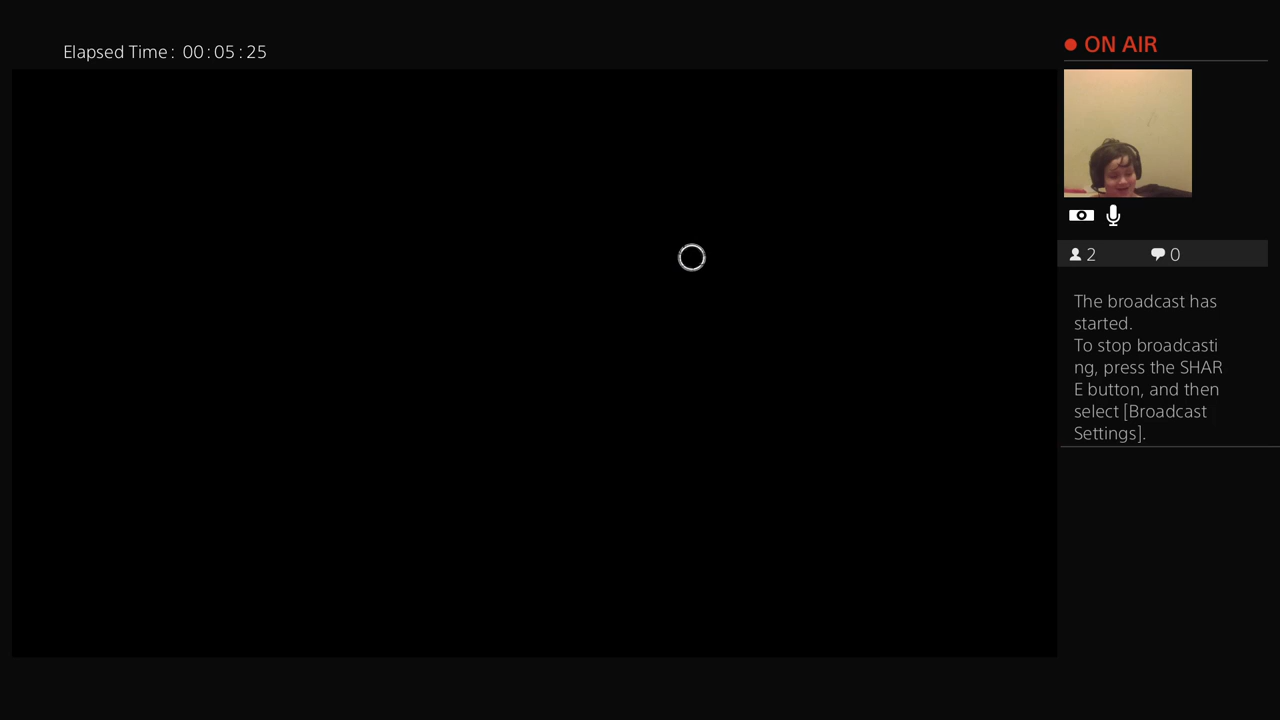 Elapsed Time: 00:05:25
ON AIR
2 0
The broadcast has
started.
To stop broadcasti
ng, press the SHAR
E button, and then
select [Broadcast
Settings].